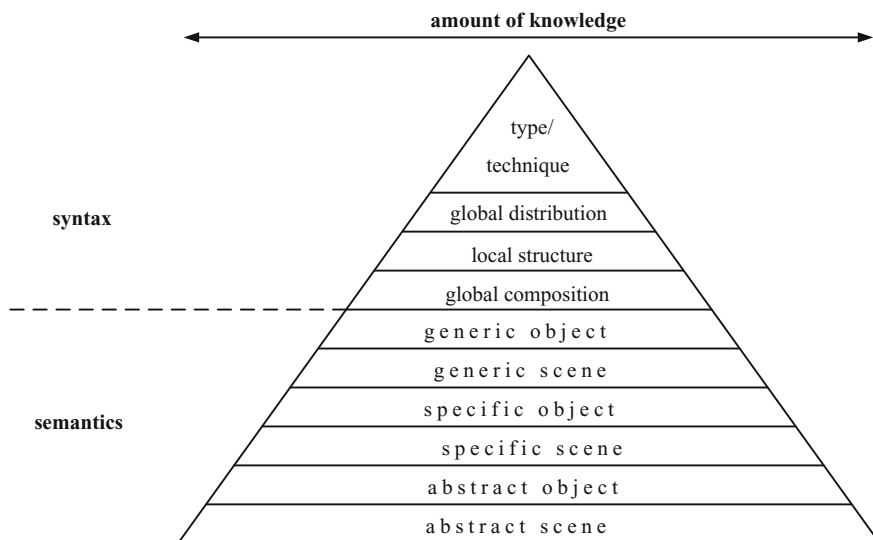 amount of knowledge
type/
technique
global distribution
syntax
local structure
global composition
generic object
generic scene
specific object
semantics
specific scene
abstract object
abstract scene